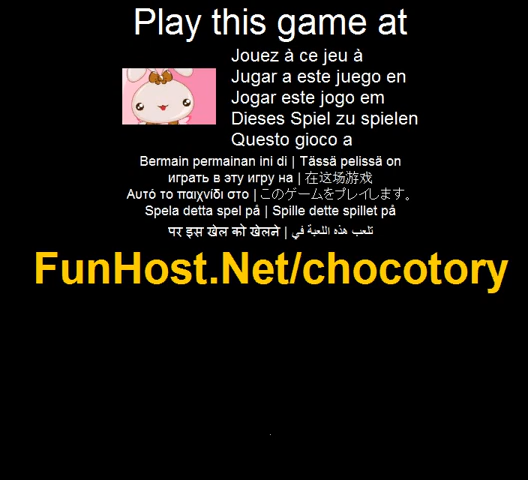 Play this game at
Jouez à ce jeu à
Jugar a este juego en
Jogar este jogo em
Dieses Spiel zu spielen
Questo gioco a
Bermain permainan ini di | Tässä pelissä on
играть в эту игру на | 在这场游戏
Αυτό το παιχνίδι στο | このゲームをプレイします。
Spela detta spel på | Spille dette spillet på
पर इस खेल को खेलने | تلعب هذه اللعبة في
FunHost.Net/chocotory